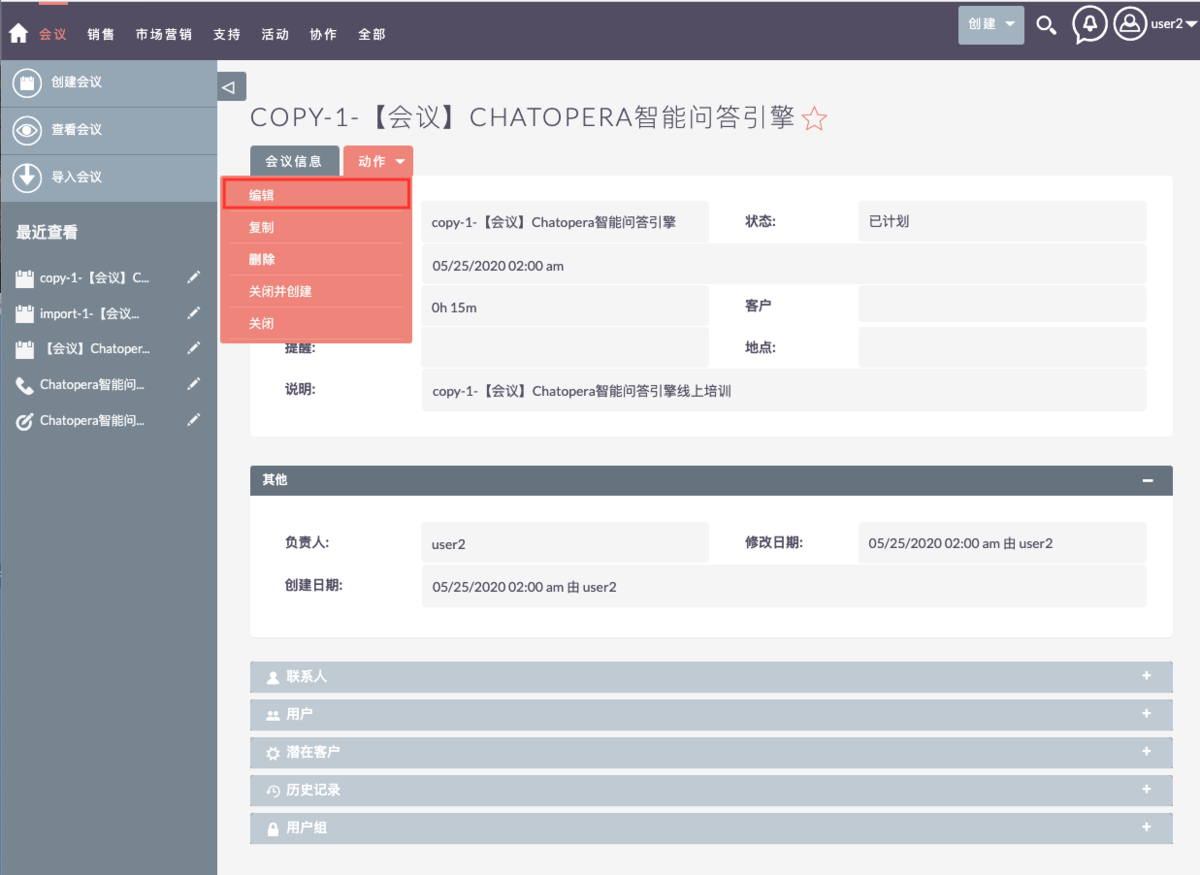 会议 销售 市场营销 支持 活动 协作 全部 创建 user2
创建会议
查看会议
导入会议
最近查看
copy-1-【会议】C...
import-1-【会议...
【会议】Chatoper...
Chatopera智能问...
Chatopera智能问...
COPY-1-【会议】CHATOPERA智能问答引擎
会议信息 动作
编辑
复制
删除
关闭并创建
关闭
copy-1-【会议】Chatopera智能问答引擎 状态: 已计划
05/25/2020 02:00 am
0h 15m 客户
提醒: 地点:
说明: copy-1-【会议】Chatopera智能问答引擎线上培训
其他
负责人: user2 修改日期: 05/25/2020 02:00 am 由 user2
创建日期: 05/25/2020 02:00 am 由 user2
联系人
用户
潜在客户
历史记录
用户组